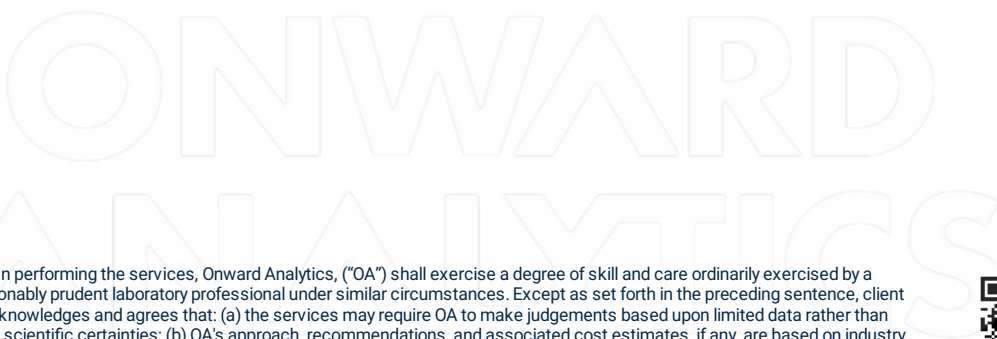 ONWARD
ANALYTICS
n performing the services, Onward Analytics, (“OA”) shall exercise a degree of skill and care ordinarily exercised by a
onably prudent laboratory professional under similar circumstances. Except as set forth in the preceding sentence, client
knowledges and agrees that: (a) the services may require OA to make judgements based upon limited data rather than
scientific certainties; (b) OA's approach, recommendations, and associated cost estimates, if any, are based on industry